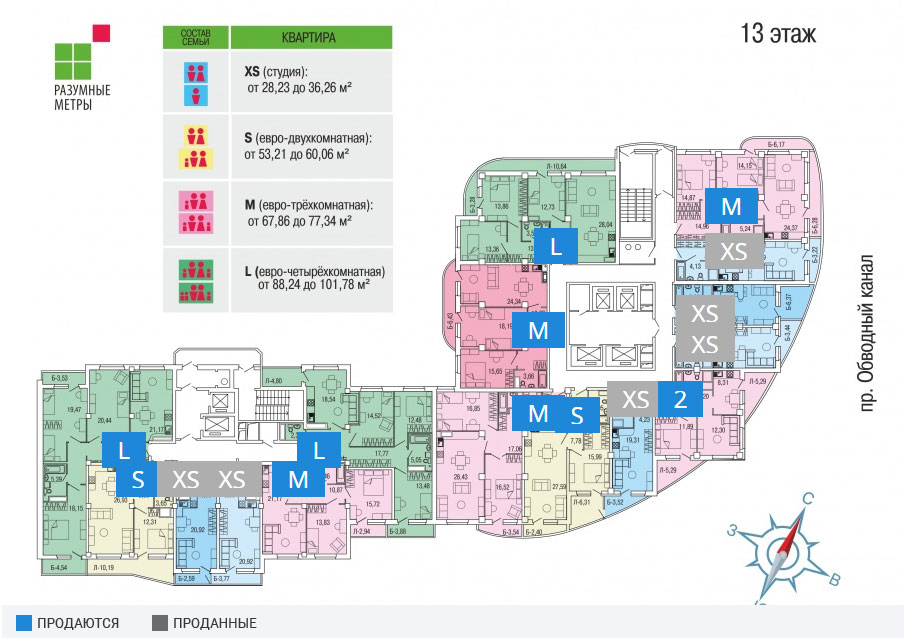 РАЗУМНЫЕ
МЕТРЫ
СОСТАВ
СЕМЬИ
КВАРТИРА
XS (студия):
от 28,23 до 36,26 м²
S (евро-двухкомнатная):
от 53,21 до 60,06 м²
M (евро-трёхкомнатная):
от 67,86 до 77,34 м²
L (евро-четырёхкомнатная)
от 88,24 до 101,78 м²
13 этаж
Б-6,17
Л-10,64
14,15
Б-3,28
13,86
12,73
28,04
14,87
M
24,37
Б-6,28
14,96
5,24
13,36
L
XS
4,13
Б-3,22
24,34
Б-6,43
M
15,65
3,66
XS
XS
Б-6,37
Б-3,44
пр. Обводный канал
Б-3,53
Л-4,60
19,47
20,44
21,17
18,54
14,52
12,46
16,85
M
S
XS
2
8,31
Л-5,29
4,23
11,89
12,30
19,31
7,78
L
L
17,77
5,05
17,06
5,39
S
XS
XS
M
21,17
10,87
28,43
16,52
27,59
15,99
Л-5,29
18,15
26,93
3,65
12,31
20,92
20,92
13,83
15,72
13,48
Л-6,31
Б-3,52
Л-2,94
Б-3,88
Б-3,54
Б-2,40
Б-4,54
Л-10,19
Б-2,59
Б-3,77
С
З
В
ПРОДАЮТСЯ
ПРОДАННЫЕ